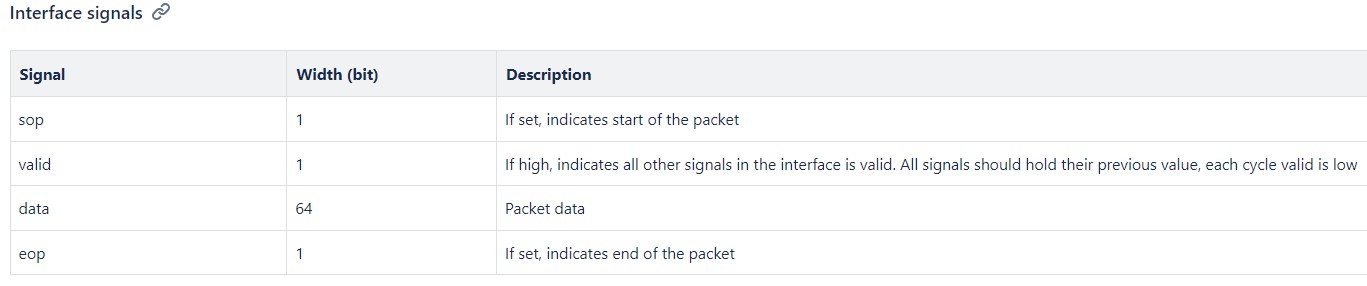 Interface signals
Signal Width (bit) Description
sop 1 If set, indicates start of the packet
valid 1 If high, indicates all other signals in the interface is valid. All signals should hold their previous value, each cycle valid is low
data 64 Packet data
eop 1 If set, indicates end of the packet